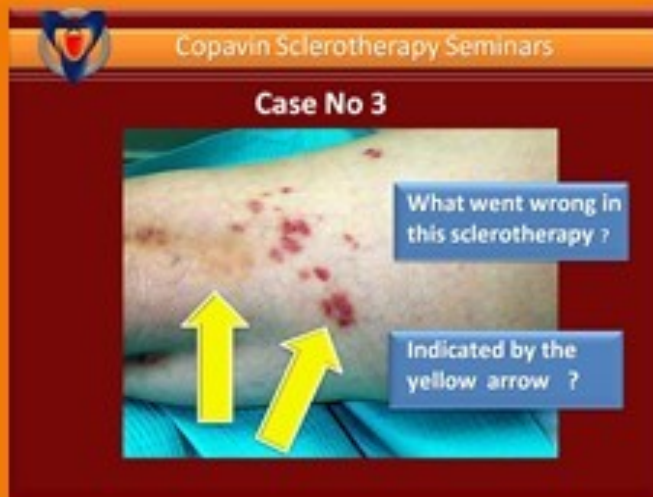 Copavin Sclerotherapy Seminars
Case No 3
What went wrong in
this sclerotherapy ?
Indicated by the
yellow arrow ?